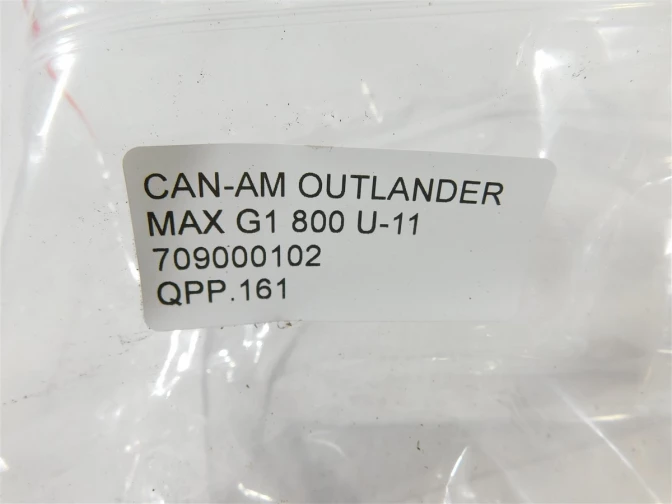 CAN-AM OUTLANDER
MAX G1 800 U-11
709000102
QPP.161